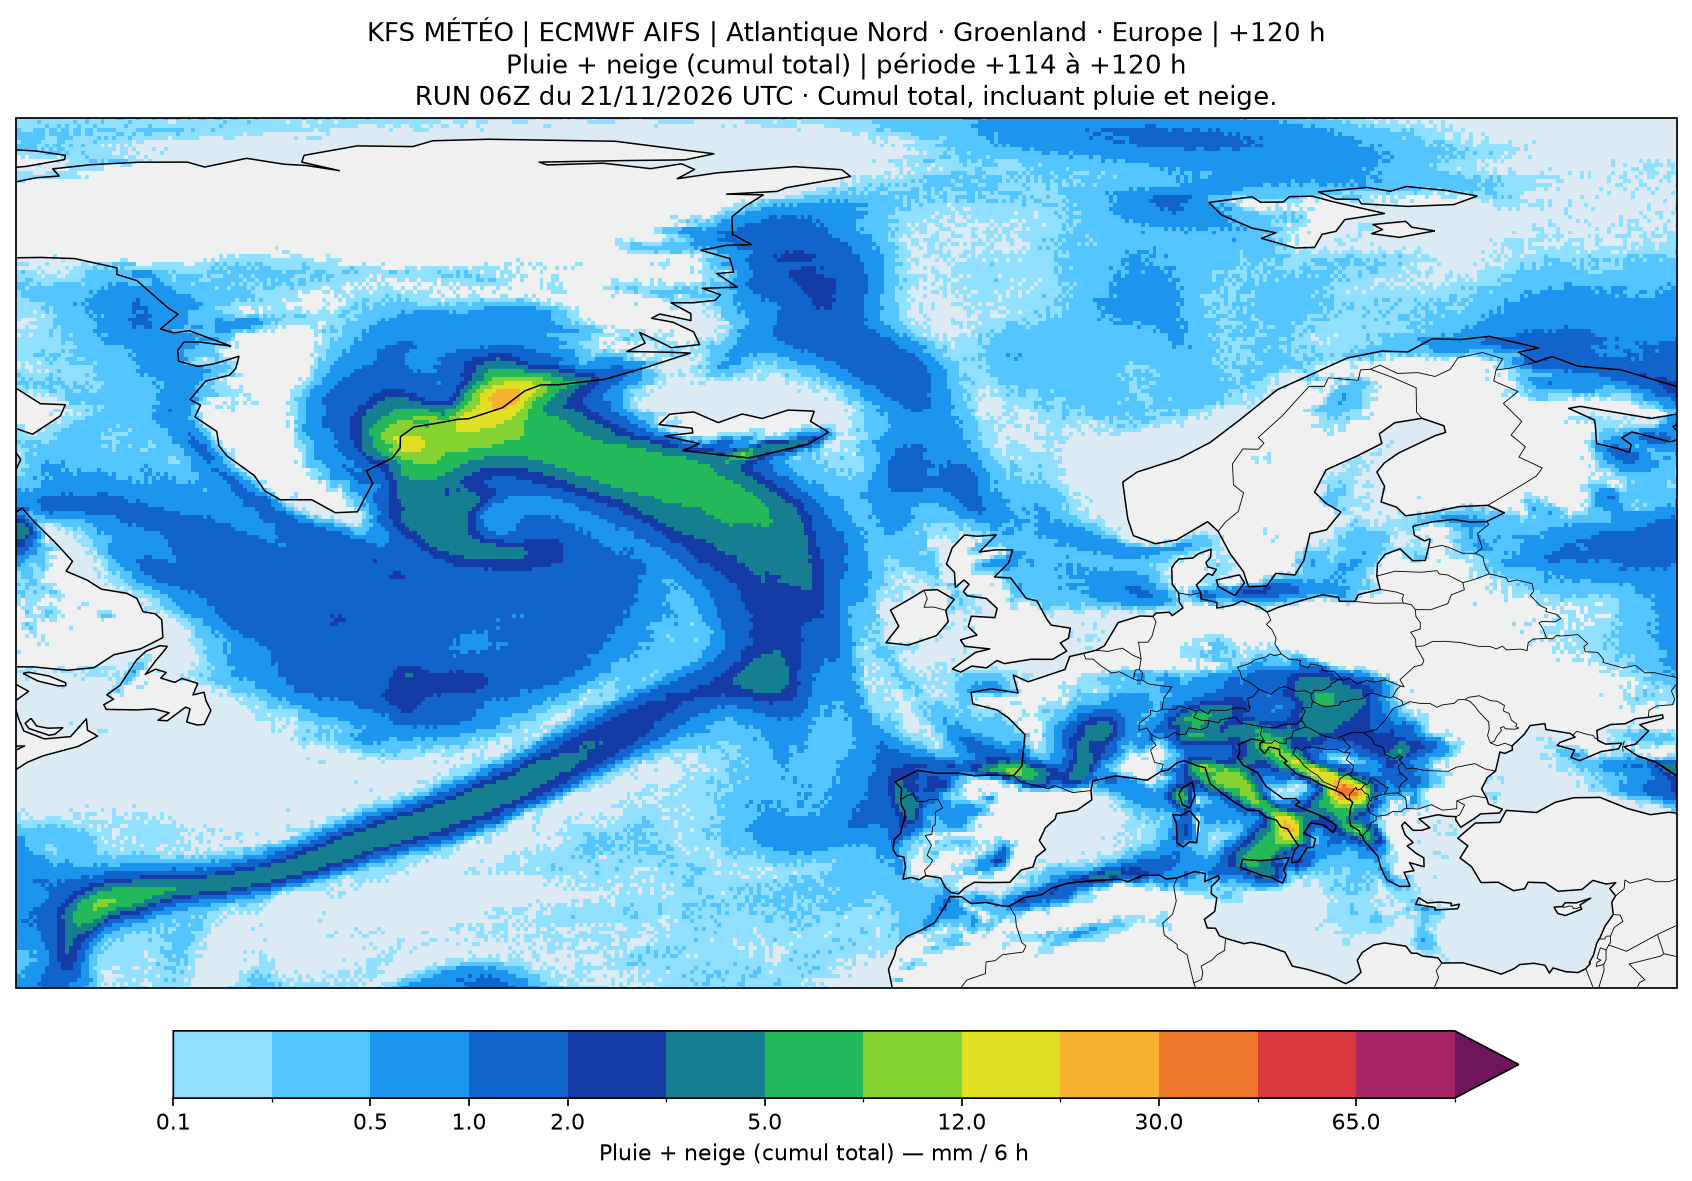 KFS MÉTÉO | ECMWF AIFS | Atlantique Nord · Groenland · Europe | +120 h
Pluie + neige (cumul total) | période +114 à +120 h
RUN 06Z du 21/11/2026 UTC · Cumul total, incluant pluie et neige.
0.1 0.5 1.0 2.0 5.0 12.0 30.0 65.0
Pluie + neige (cumul total) — mm / 6 h